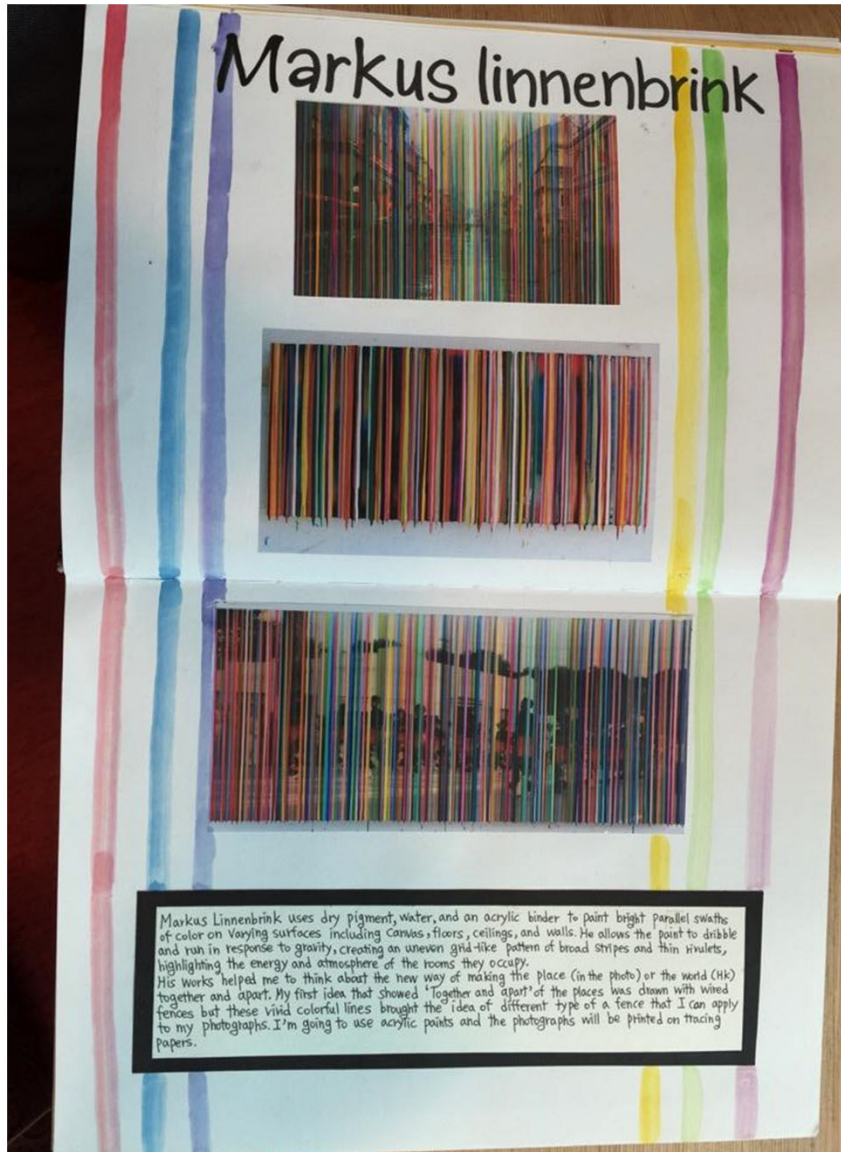 Markus linnenbrink
Markus Linnenbrink uses dry pigment, water, and an acrylic binder to paint bright parallel swaths
of color on varying surfaces including canvas, floors, ceilings, and walls. He allows the paint to dribble
and run in response to gravity, creating an uneven grid-like pattern of broad stripes and thin rivulets,
highlighting the energy and atmosphere of the rooms they occupy.
His works helped me to think about the new way of making the place (in the photo) or the world (HK)
together and apart. My first idea that showed 'Together and apart' of the places was drawn with wired
fences but these vivid colorful lines brought the idea of different type of a fence that I can apply
to my photographs. I'm going to use acrylic paints and the photographs will be printed on tracing
papers.